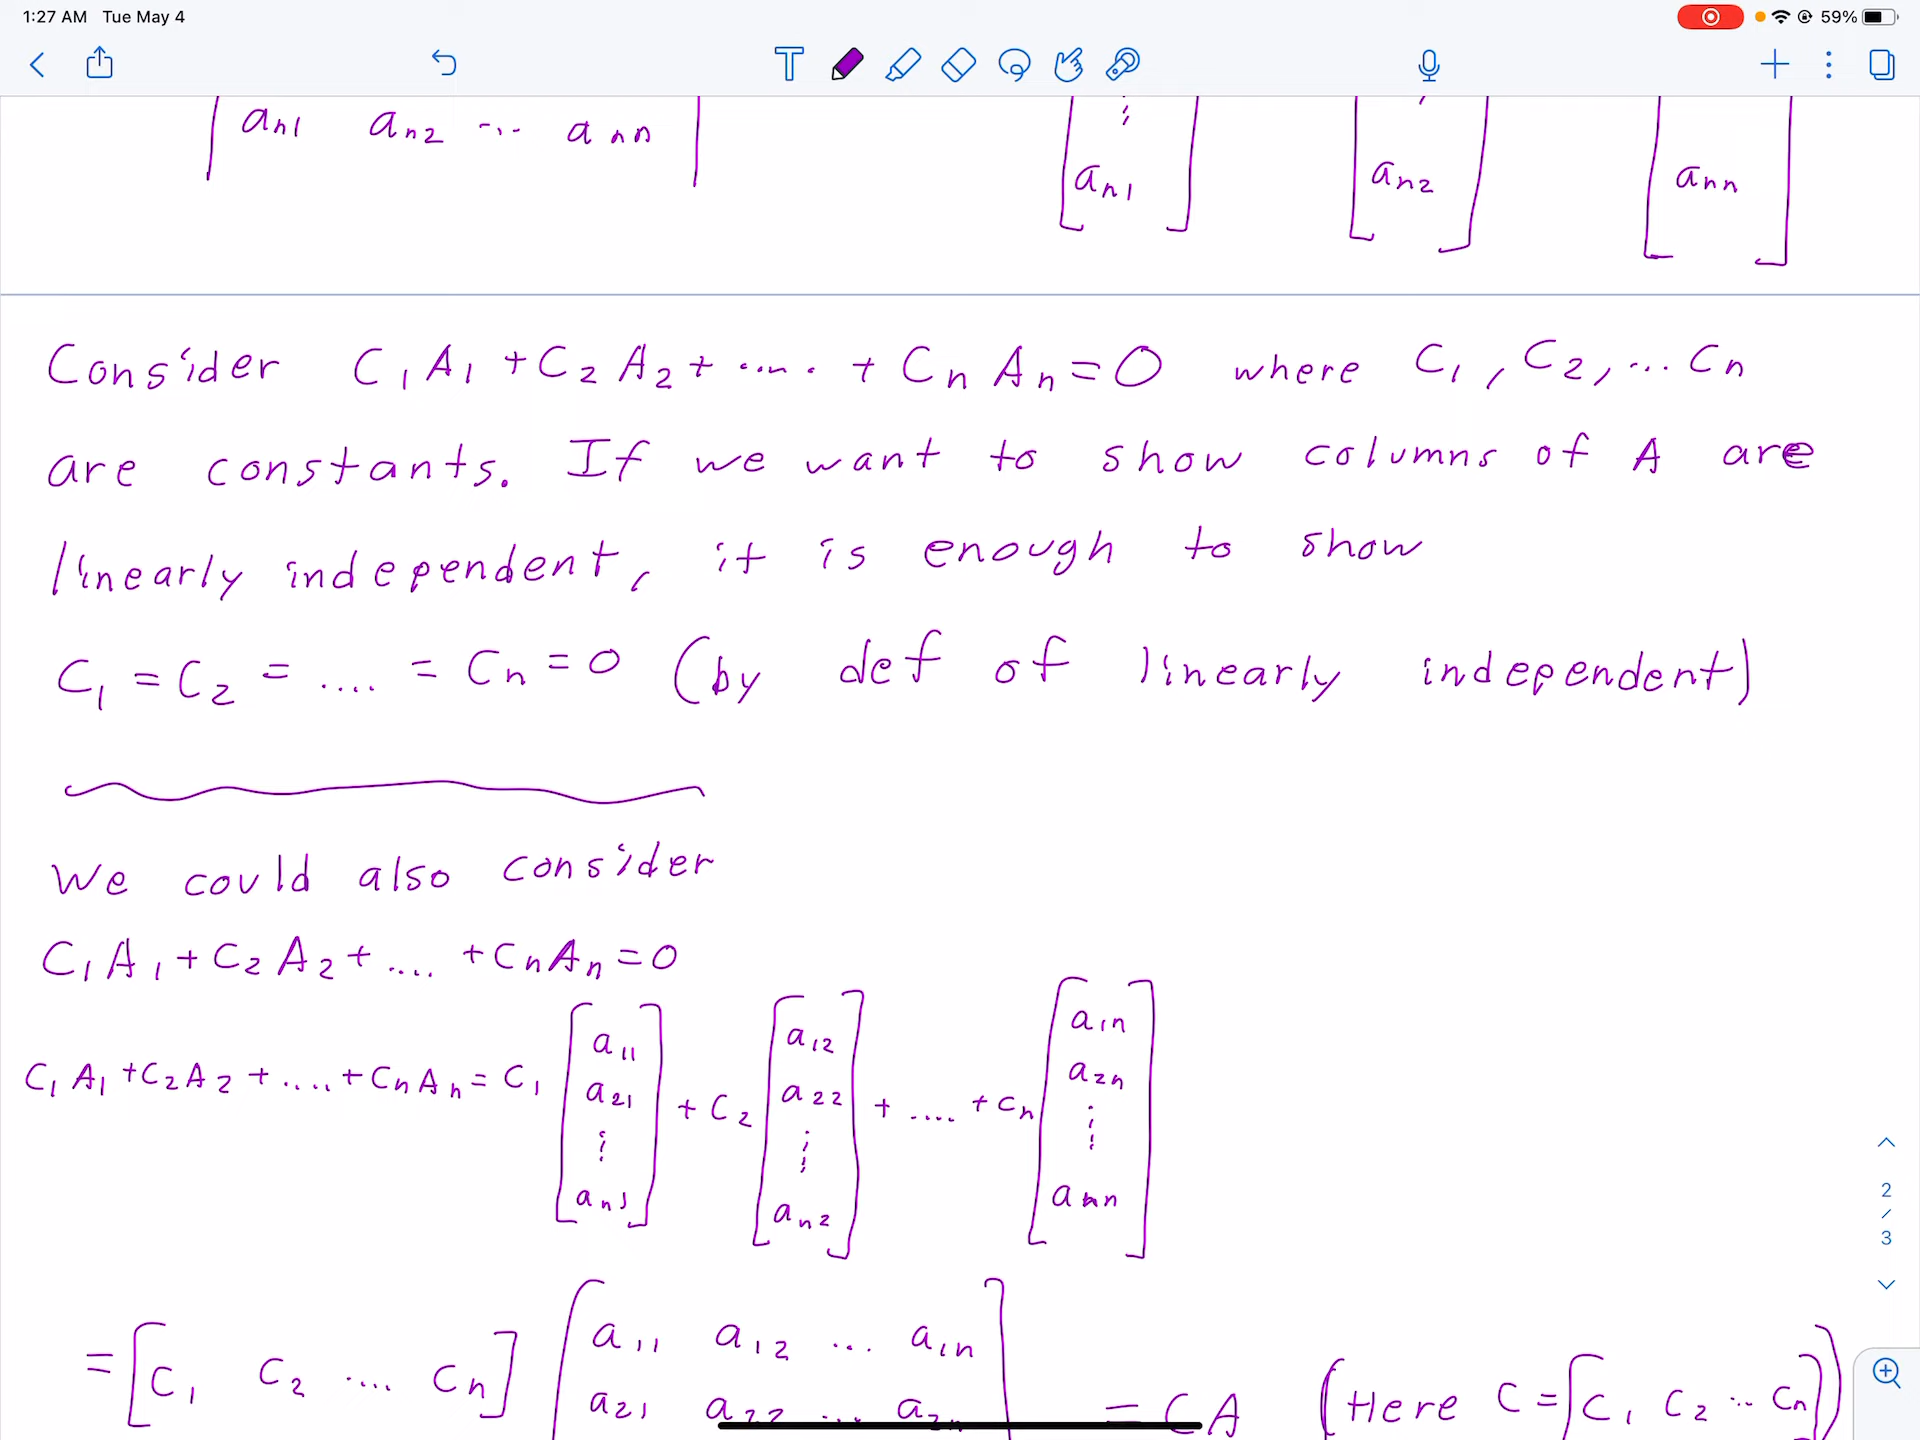 1:27 AM Tue May 4 59%
T
an1 an2 ... ann an1 an2 ann
Consider C1A1 + C2A2 + .... + CnAn = 0 where C1, C2, ... Cn
are constants. If we want to show columns of A are
linearly independent, it is enough to show
C1 = C2 = .... = Cn = 0 (by def of linearly independent)
We could also consider
C1A1 + C2A2 + .... + CnAn = 0
C1A1 + C2A2 + .... + CnAn = C1 [a11 a21 ⋮ an1] + C2 [a12 a22 ⋮ an2] + .... + Cn [a1n a2n ⋮ ann]
2 / 3
= [C1 C2 .... Cn] [a11 a12 ... a1n
a21 a22 ... a2n = CA (Here C = [C1 C2 ... Cn])